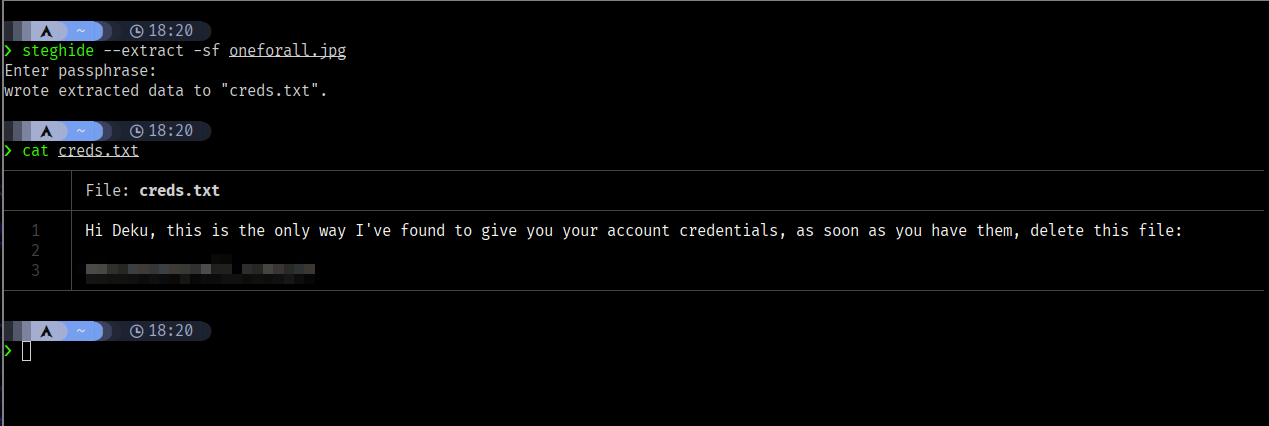 ~ 18:20
❯ steghide --extract -sf oneforall.jpg
Enter passphrase:
wrote extracted data to "creds.txt".
~ 18:20
❯ cat creds.txt
File: creds.txt
1 Hi Deku, this is the only way I've found to give you your account credentials, as soon as you have them, delete this file:
2
3
~ 18:20
❯